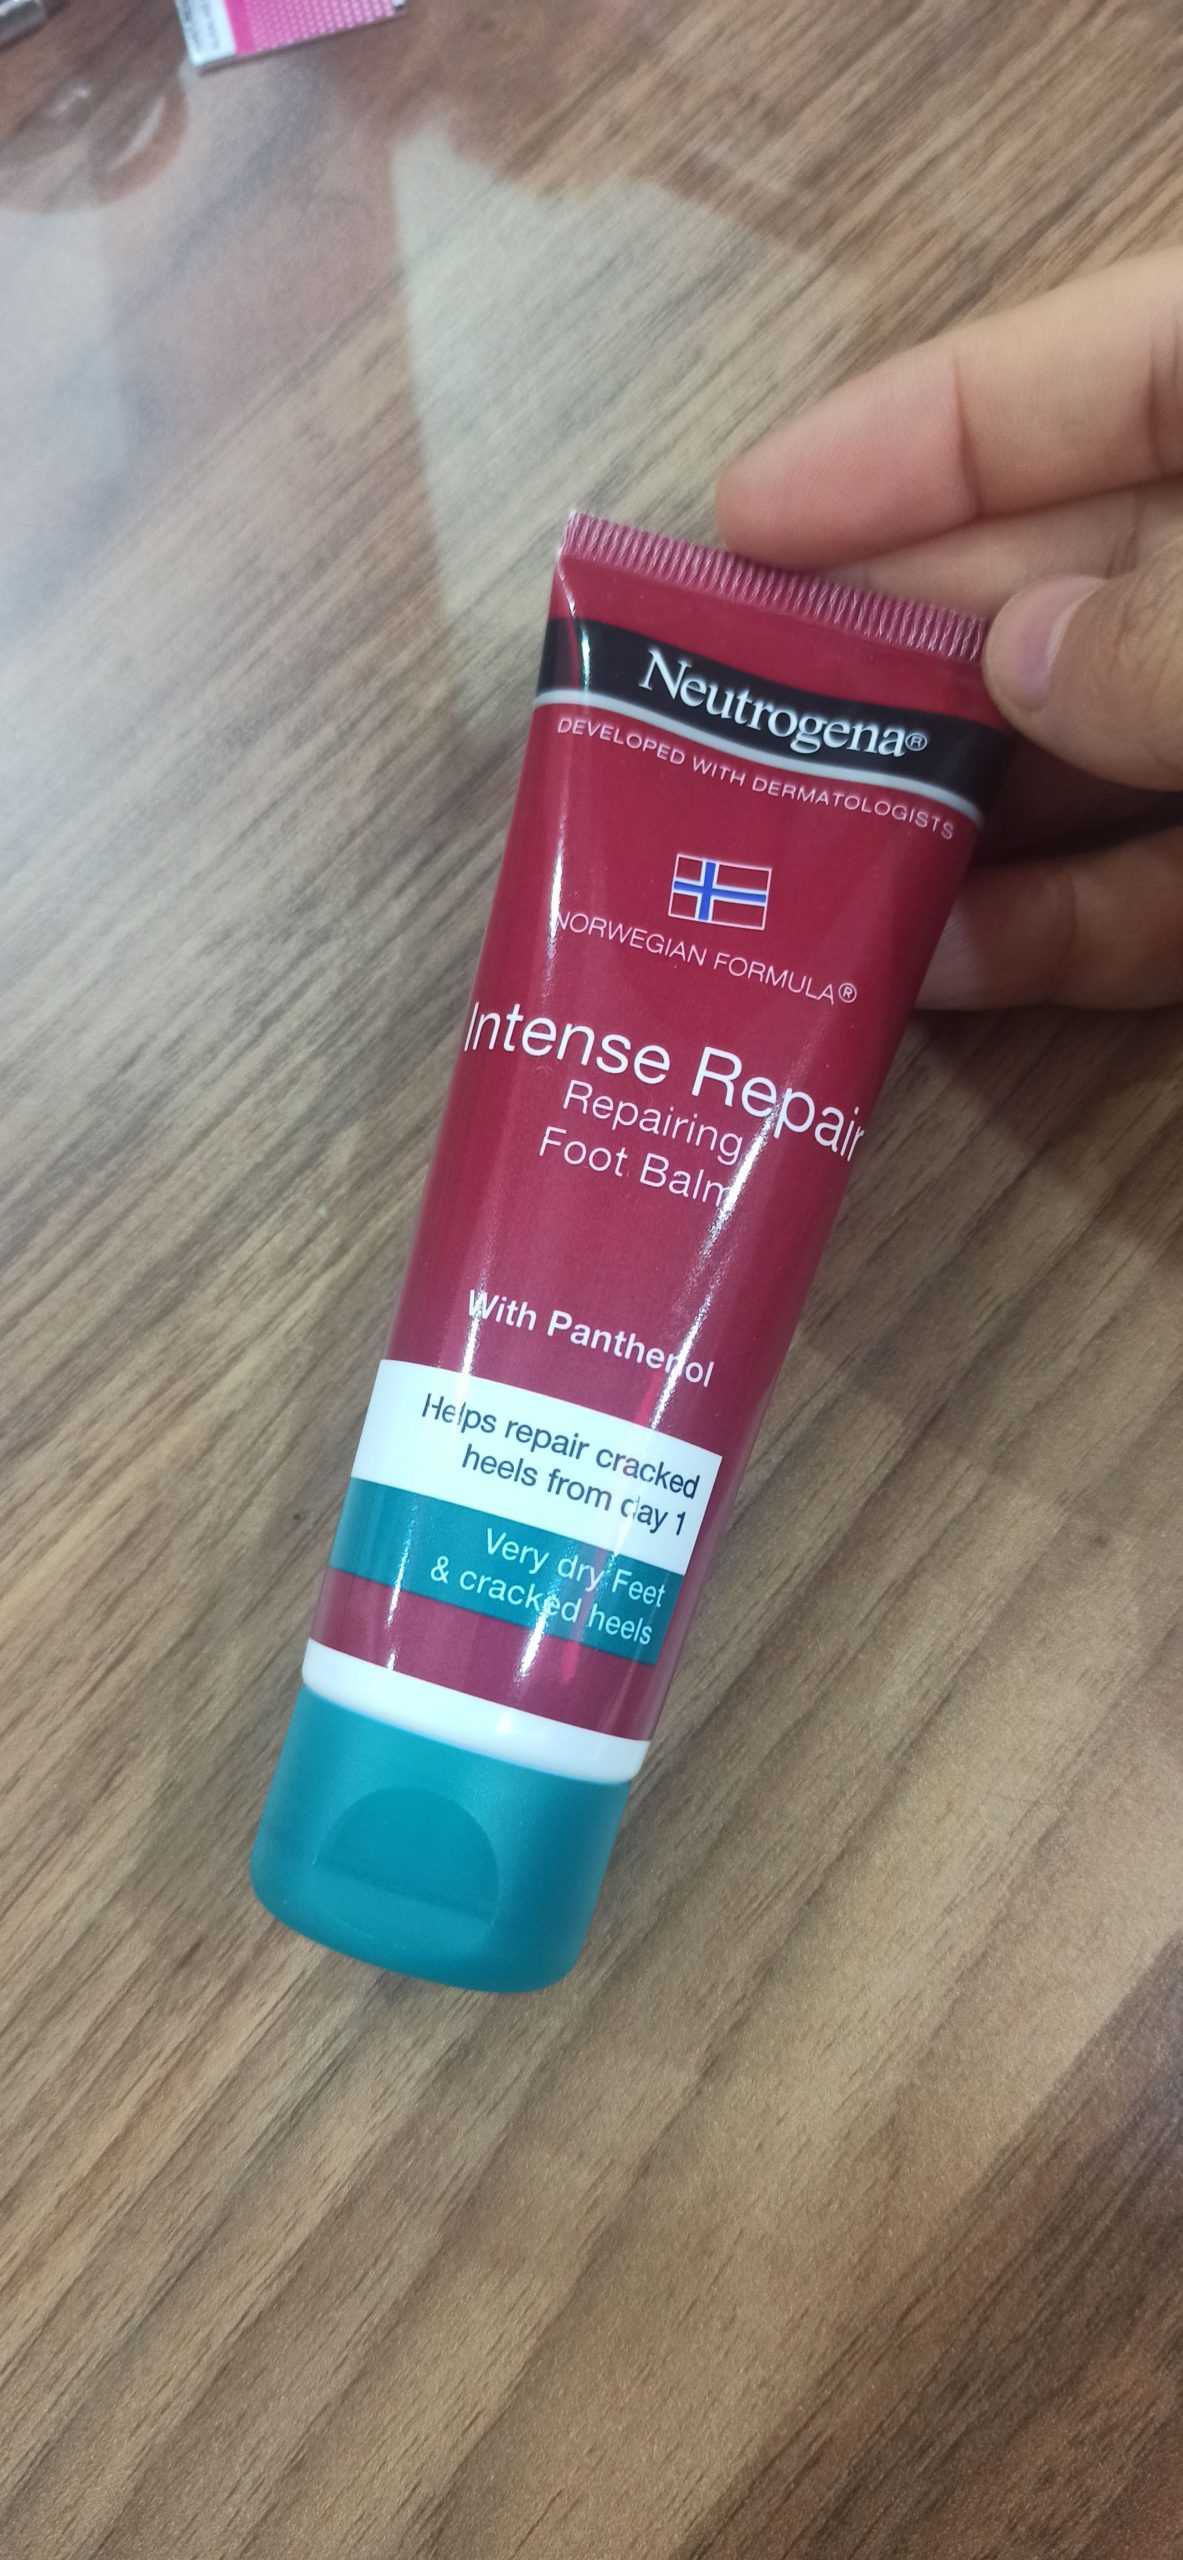 Neutrogena®
DEVELOPED WITH DERMATOLOGISTS
NORWEGIAN FORMULA®
Intense Repair
Repairing
Foot Balm
With Panthenol
Helps repair cracked
heels from day 1
Very dry Feet
& cracked heels